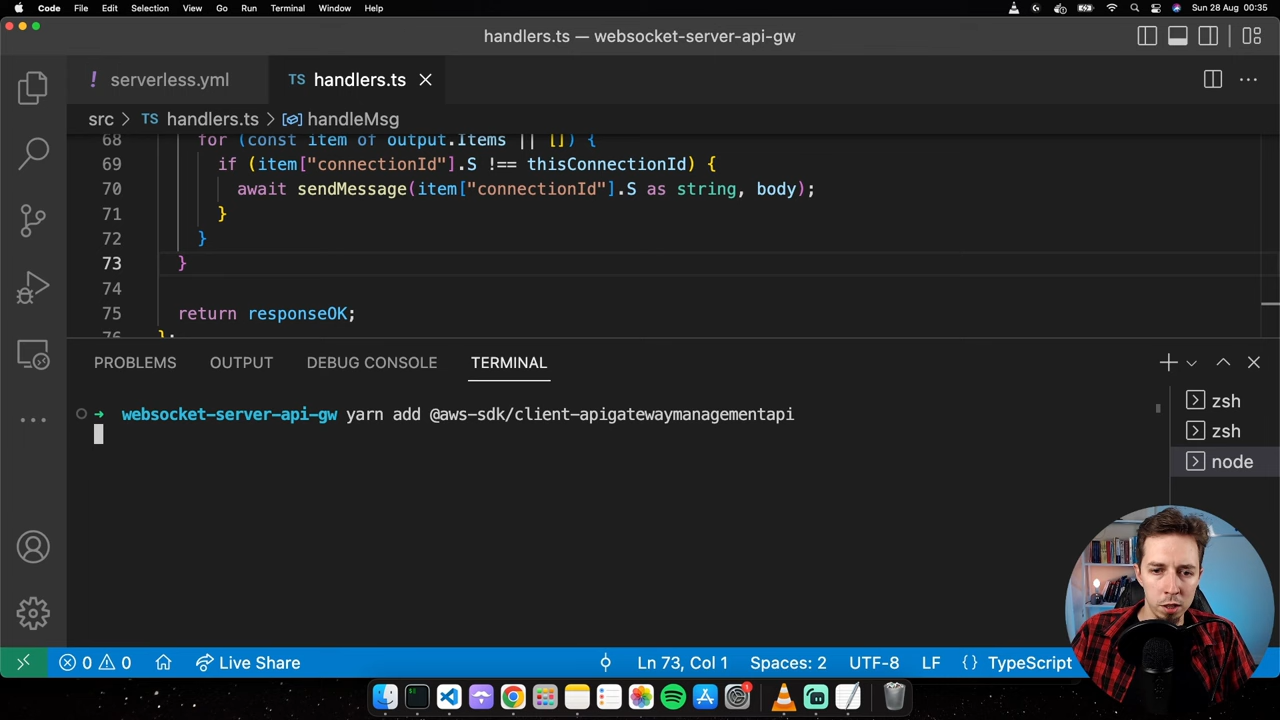 Code File Edit Selection View Go Run Terminal Window Help Sun 28 Aug 00:35
handlers.ts — websocket-server-api-gw
! serverless.yml TS handlers.ts
src > TS handlers.ts > handleMsg
68 for (const item of output.Items || []) {
69 if (item["connectionId"].S !== thisConnectionId) {
70 await sendMessage(item["connectionId"].S as string, body);
71 }
72 }
73 }
74
75 return responseOK;
76 };
PROBLEMS OUTPUT DEBUG CONSOLE TERMINAL
→ websocket-server-api-gw yarn add @aws-sdk/client-apigatewaymanagementapi
zsh
zsh
node
0 0 Live Share Ln 73, Col 1 Spaces: 2 UTF-8 LF {} TypeScript
1